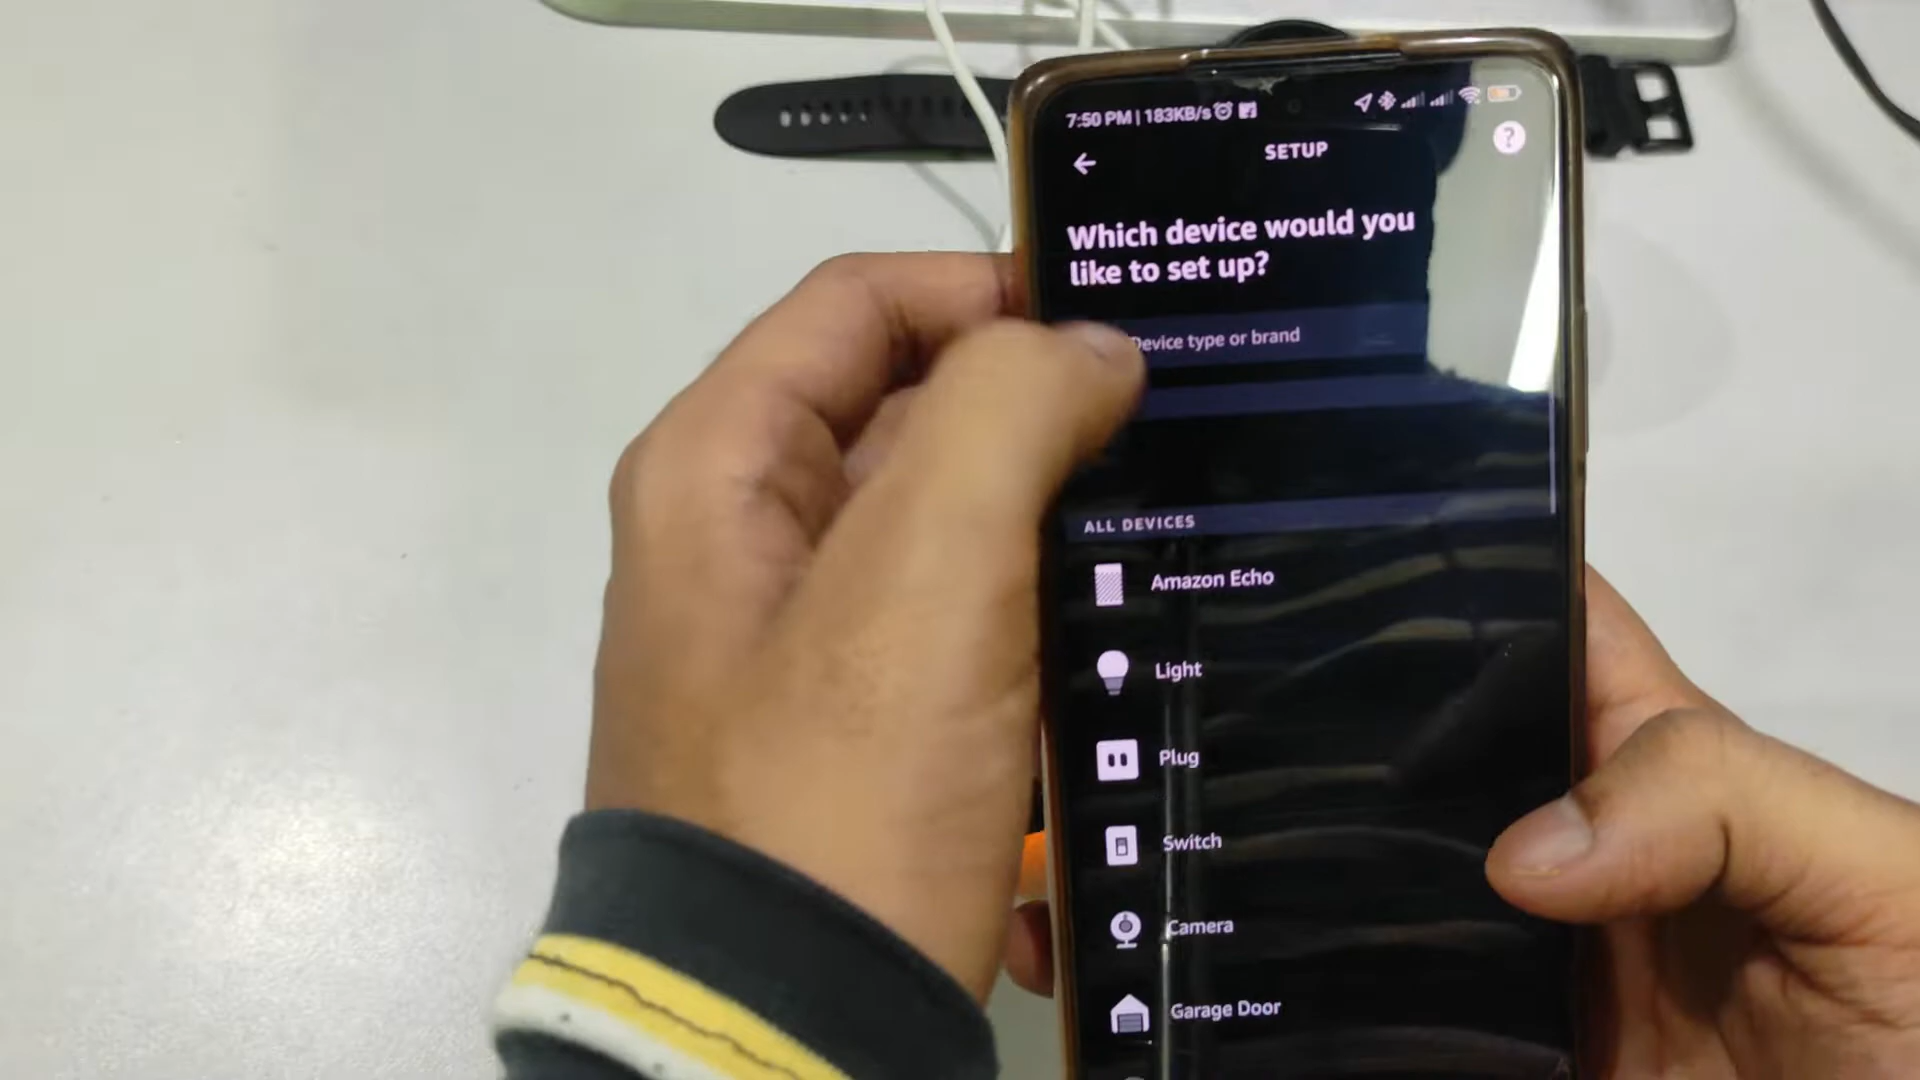 7:50 PM | 183KB/s
SETUP
?
Which device would you
like to set up?
Device type or brand
ALL DEVICES
Amazon Echo
Light
Plug
Switch
Camera
Garage Door